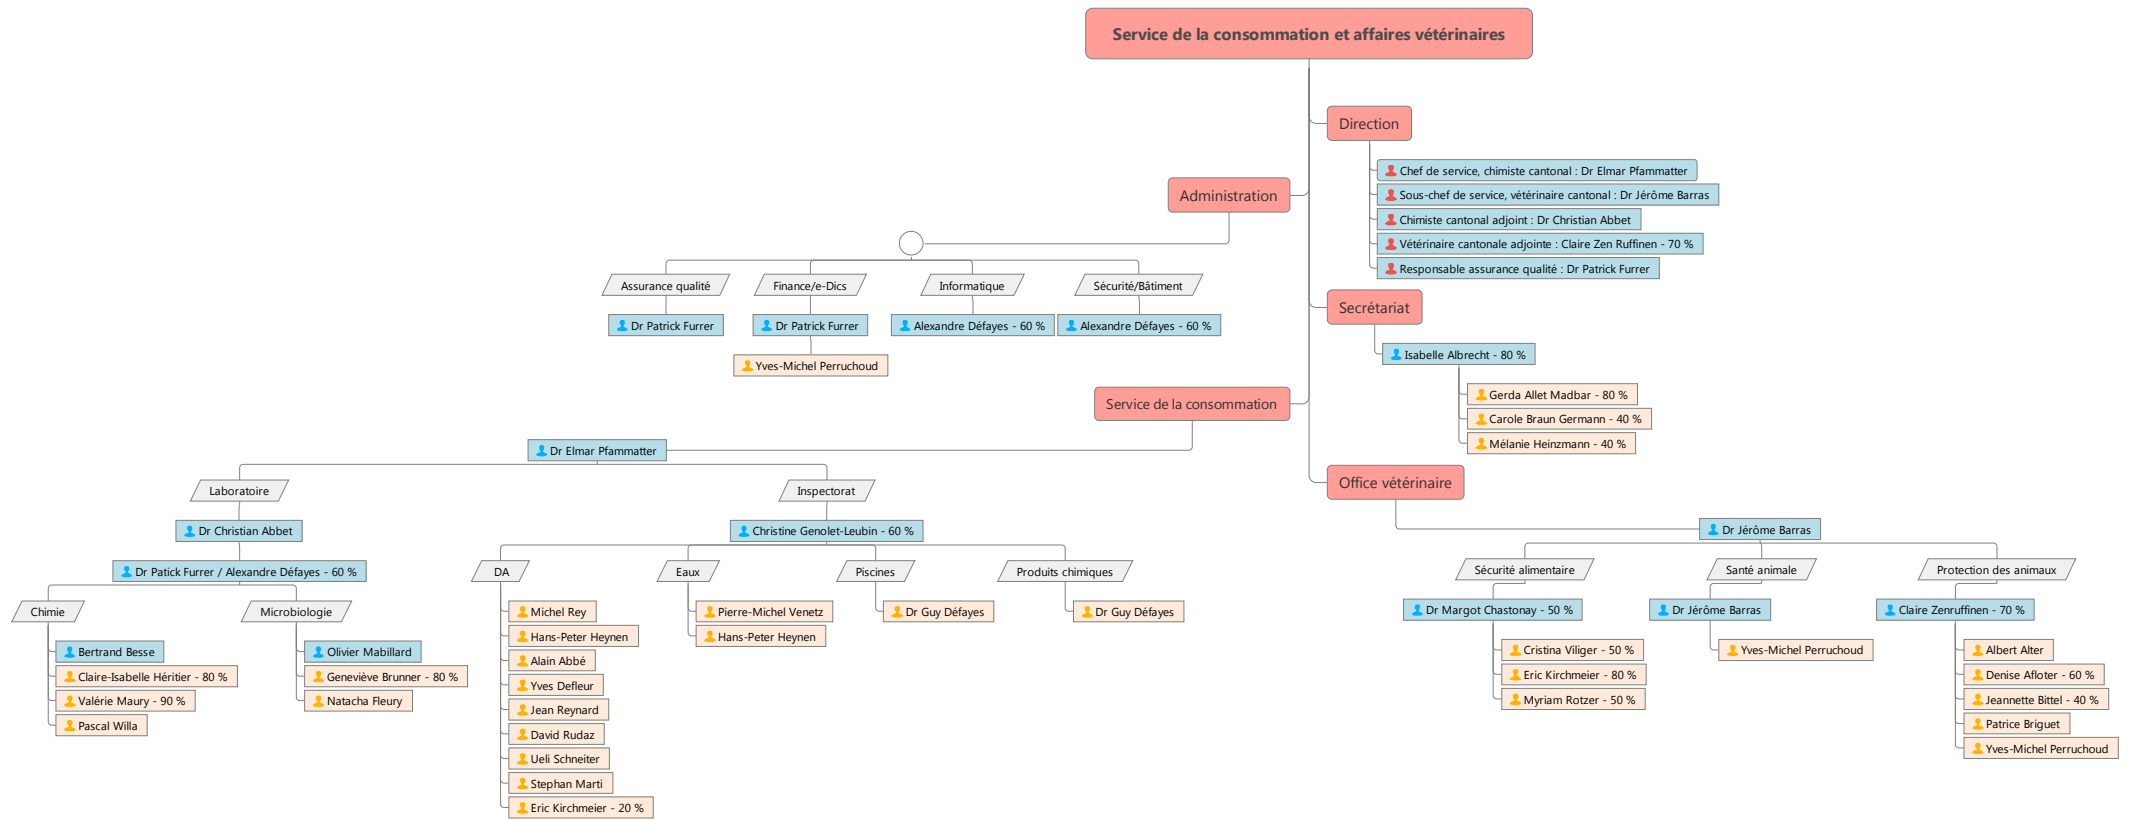 Service de la consommation et affaires vétérinaires
Direction
Chef de service, chimiste cantonal : Dr Elmar Pfammatter
Sous-chef de service, vétérinaire cantonal : Dr Jérôme Barras
Chimiste cantonal adjoint : Dr Christian Abbet
Vétérinaire cantonale adjointe : Claire Zen Ruffinen - 70 %
Responsable assurance qualité : Dr Patrick Furrer
Administration
Assurance qualité
Dr Patrick Furrer
Finance/e-Dics
Dr Patrick Furrer
Yves-Michel Perruchoud
Informatique
Alexandre Défayes - 60 %
Sécurité/Bâtiment
Alexandre Défayes - 60 %
Secrétariat
Isabelle Albrecht - 80 %
Gerda Allet Madbar - 80 %
Carole Braun Germann - 40 %
Mélanie Heinzmann - 40 %
Service de la consommation
Dr Elmar Pfammatter
Laboratoire
Dr Christian Abbet
Dr Patick Furrer / Alexandre Défayes - 60 %
Chimie
Bertrand Besse
Claire-Isabelle Héritier - 80 %
Valérie Maury - 90 %
Pascal Willa
Microbiologie
Olivier Mabillard
Geneviève Brunner - 80 %
Natacha Fleury
Inspectorat
Christine Genolet-Leubin - 60 %
DA
Michel Rey
Hans-Peter Heynen
Alain Abbé
Yves Defleur
Jean Reynard
David Rudaz
Ueli Schneiter
Stephan Marti
Eric Kirchmeier - 20 %
Eaux
Pierre-Michel Venetz
Hans-Peter Heynen
Piscines
Dr Guy Défayes
Produits chimiques
Dr Guy Défayes
Office vétérinaire
Dr Jérôme Barras
Sécurité alimentaire
Dr Margot Chastonay - 50 %
Cristina Viliger - 50 %
Eric Kirchmeier - 80 %
Myriam Rotzer - 50 %
Santé animale
Dr Jérôme Barras
Yves-Michel Perruchoud
Protection des animaux
Claire Zenruffinen - 70 %
Albert Alter
Denise Afloter - 60 %
Jeannette Bittel - 40 %
Patrice Briguet
Yves-Michel Perruchoud